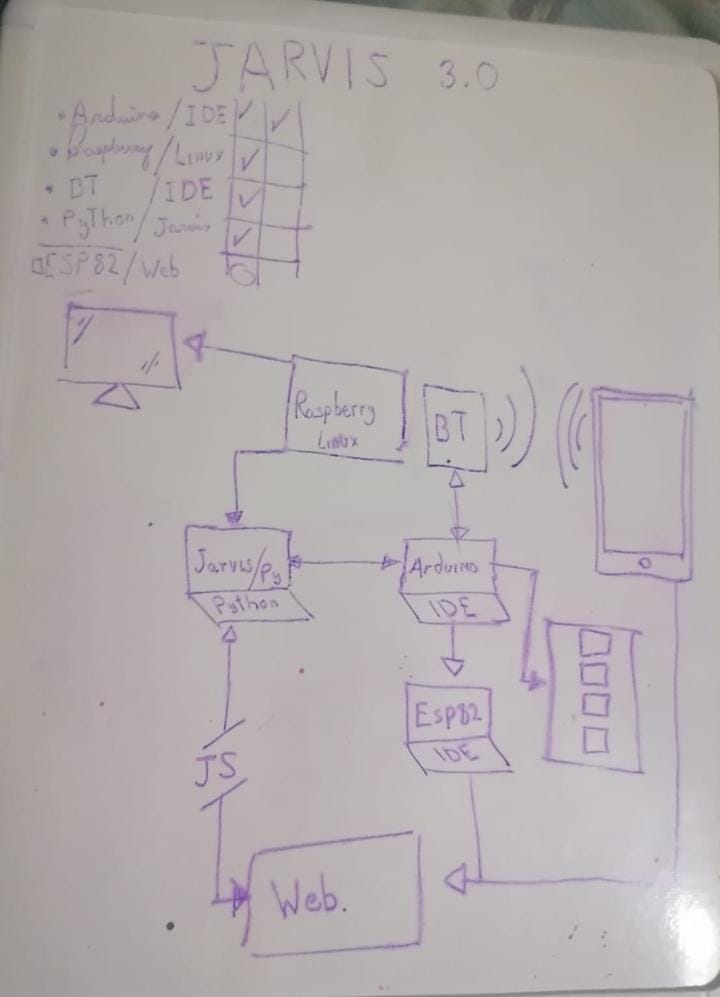 JARVIS 3.0
• Arduino/IDE ✓ ✓
• Raspberry/Linux ✓
• BT /IDE ✓
• PyThon/Jarvis ✓
ESP82/Web
Raspberry
Linux
BT
Jarvis/Py
Python
Arduino
IDE
Esp82
IDE
JS
Web.